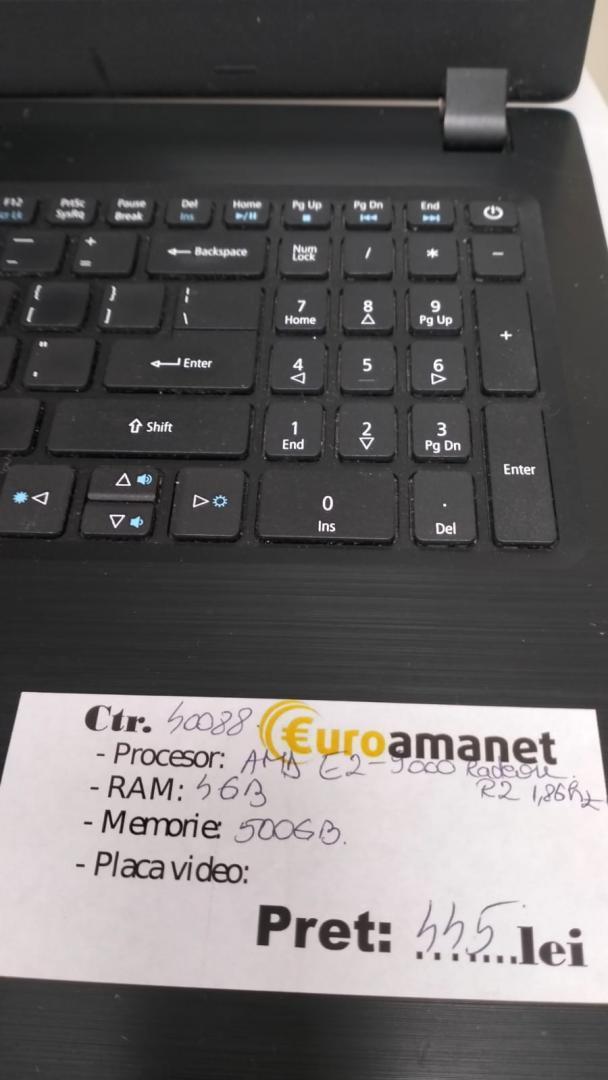 F12 PrtSc Pause Del Home Pg Up Pg Dn End
SysRq Break Ins
+ Backspace Num Lock / * -
- =
{ } | 7 8 9 +
[ ] \ Home Pg Up
" Enter 4 5 6
'
Shift 1 2 3 Enter
End Pg Dn
0 .
Ins Del
Ctr. 40088
€uroamanet
- Procesor: AMD E2-9000 Radeon
R2 1,8GHz
- RAM: 4GB
- Memorie: 500GB.
- Placa video:
Pret: 445 lei